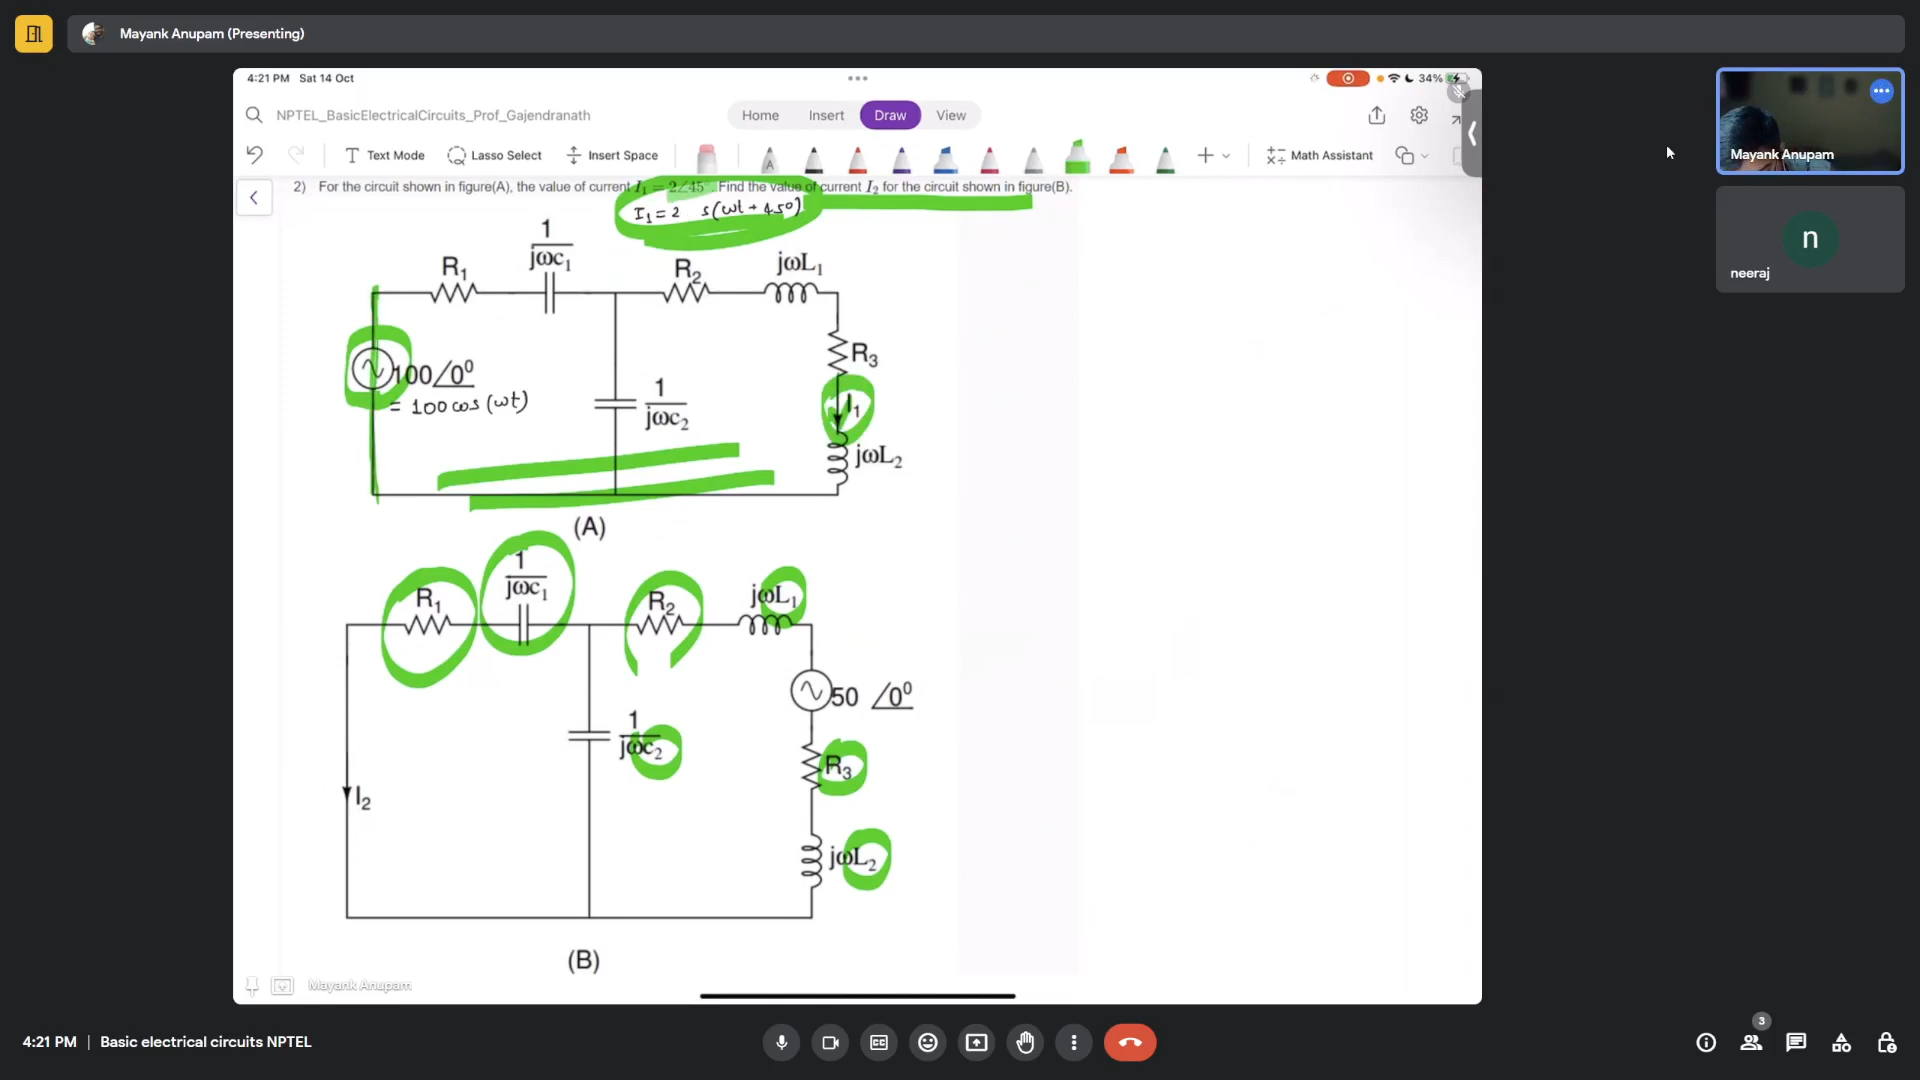 Mayank Anupam (Presenting)
4:21 PM Sat 14 Oct
34%
NPTEL_BasicElectricalCircuits_Prof_Gajendranath
Home Insert Draw View
Text Mode Lasso Select Insert Space Math Assistant
2) For the circuit shown in figure(A), the value of current I₁ = 2∠45°. Find the value of current I₂ for the circuit shown in figure(B).
I₁ = 2 s(ωt + 45°)
R₁ 1/jωc₁ R₂ jωL₁
R₃
100∠0⁰
= 100 cos(ωt)
1/jωc₂
I₁
jωL₂
(A)
R₁ 1/jωc₁ R₂ jωL₁
50 ∠0⁰
1/jωc₂
R₃
I₂
jωL₂
(B)
Mayank Anupam
Mayank Anupam
n
neeraj
4:21 PM | Basic electrical circuits NPTEL
3